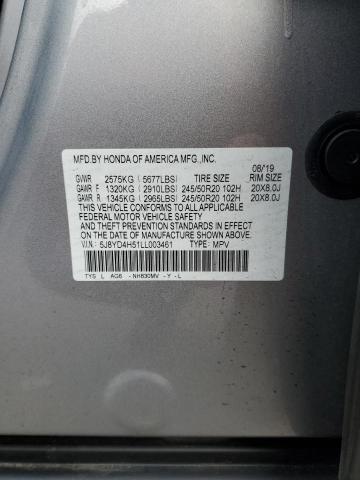 MFD. BY HONDA OF AMERICA MFG., INC. 08/19
GVWR 2575KG ( 5677LBS) TIRE SIZE RIM SIZE
GAWR F 1320KG ( 2910LBS) 245/50R20 102H 20X8.0J
GAWR R 1345KG ( 2965LBS) 245/50R20 102H 20X8.0J
THIS VEHICLE CONFORMS TO ALL APPLICABLE
FEDERAL MOTOR VEHICLE SAFETY, BUMPER,
AND THEFT PREVENTION STANDARDS IN EFFECT
ON THE DATE OF MANUFACTURE SHOWN ABOVE.
V.I.N: 5J8YD4H51LL003461 TYPE: MPV
TYS L AG6 - NH830MV - Y - L